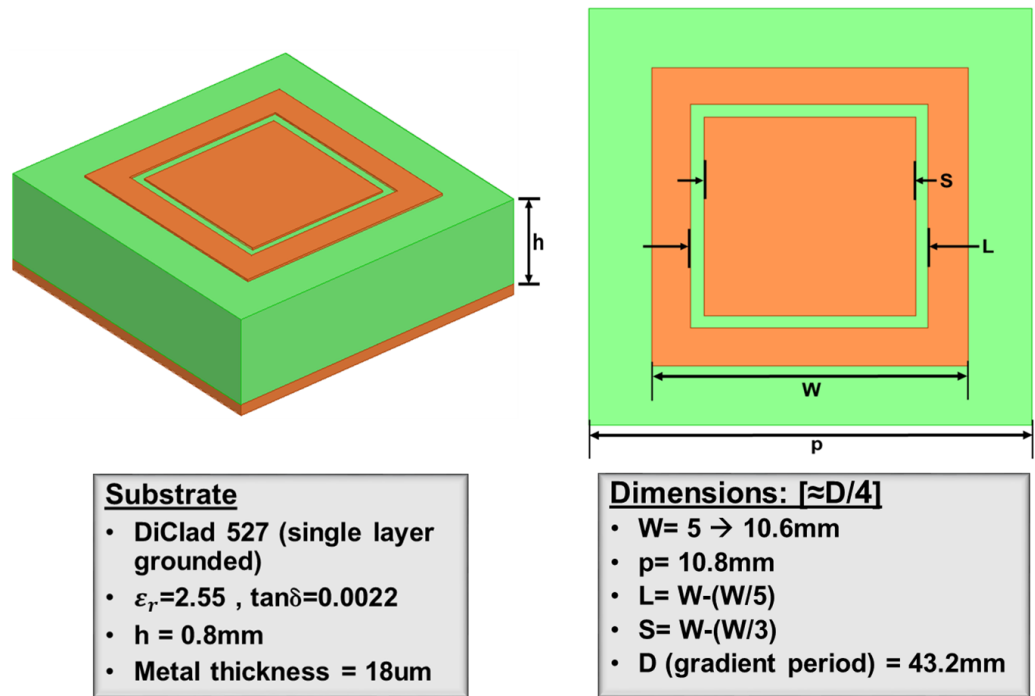 h
S
L
W
p
Substrate
• DiClad 527 (single layer
grounded)
• εr=2.55 , tanδ=0.0022
• h = 0.8mm
• Metal thickness = 18um
Dimensions: [≈D/4]
• W= 5 → 10.6mm
• p= 10.8mm
• L= W-(W/5)
• S= W-(W/3)
• D (gradient period) = 43.2mm